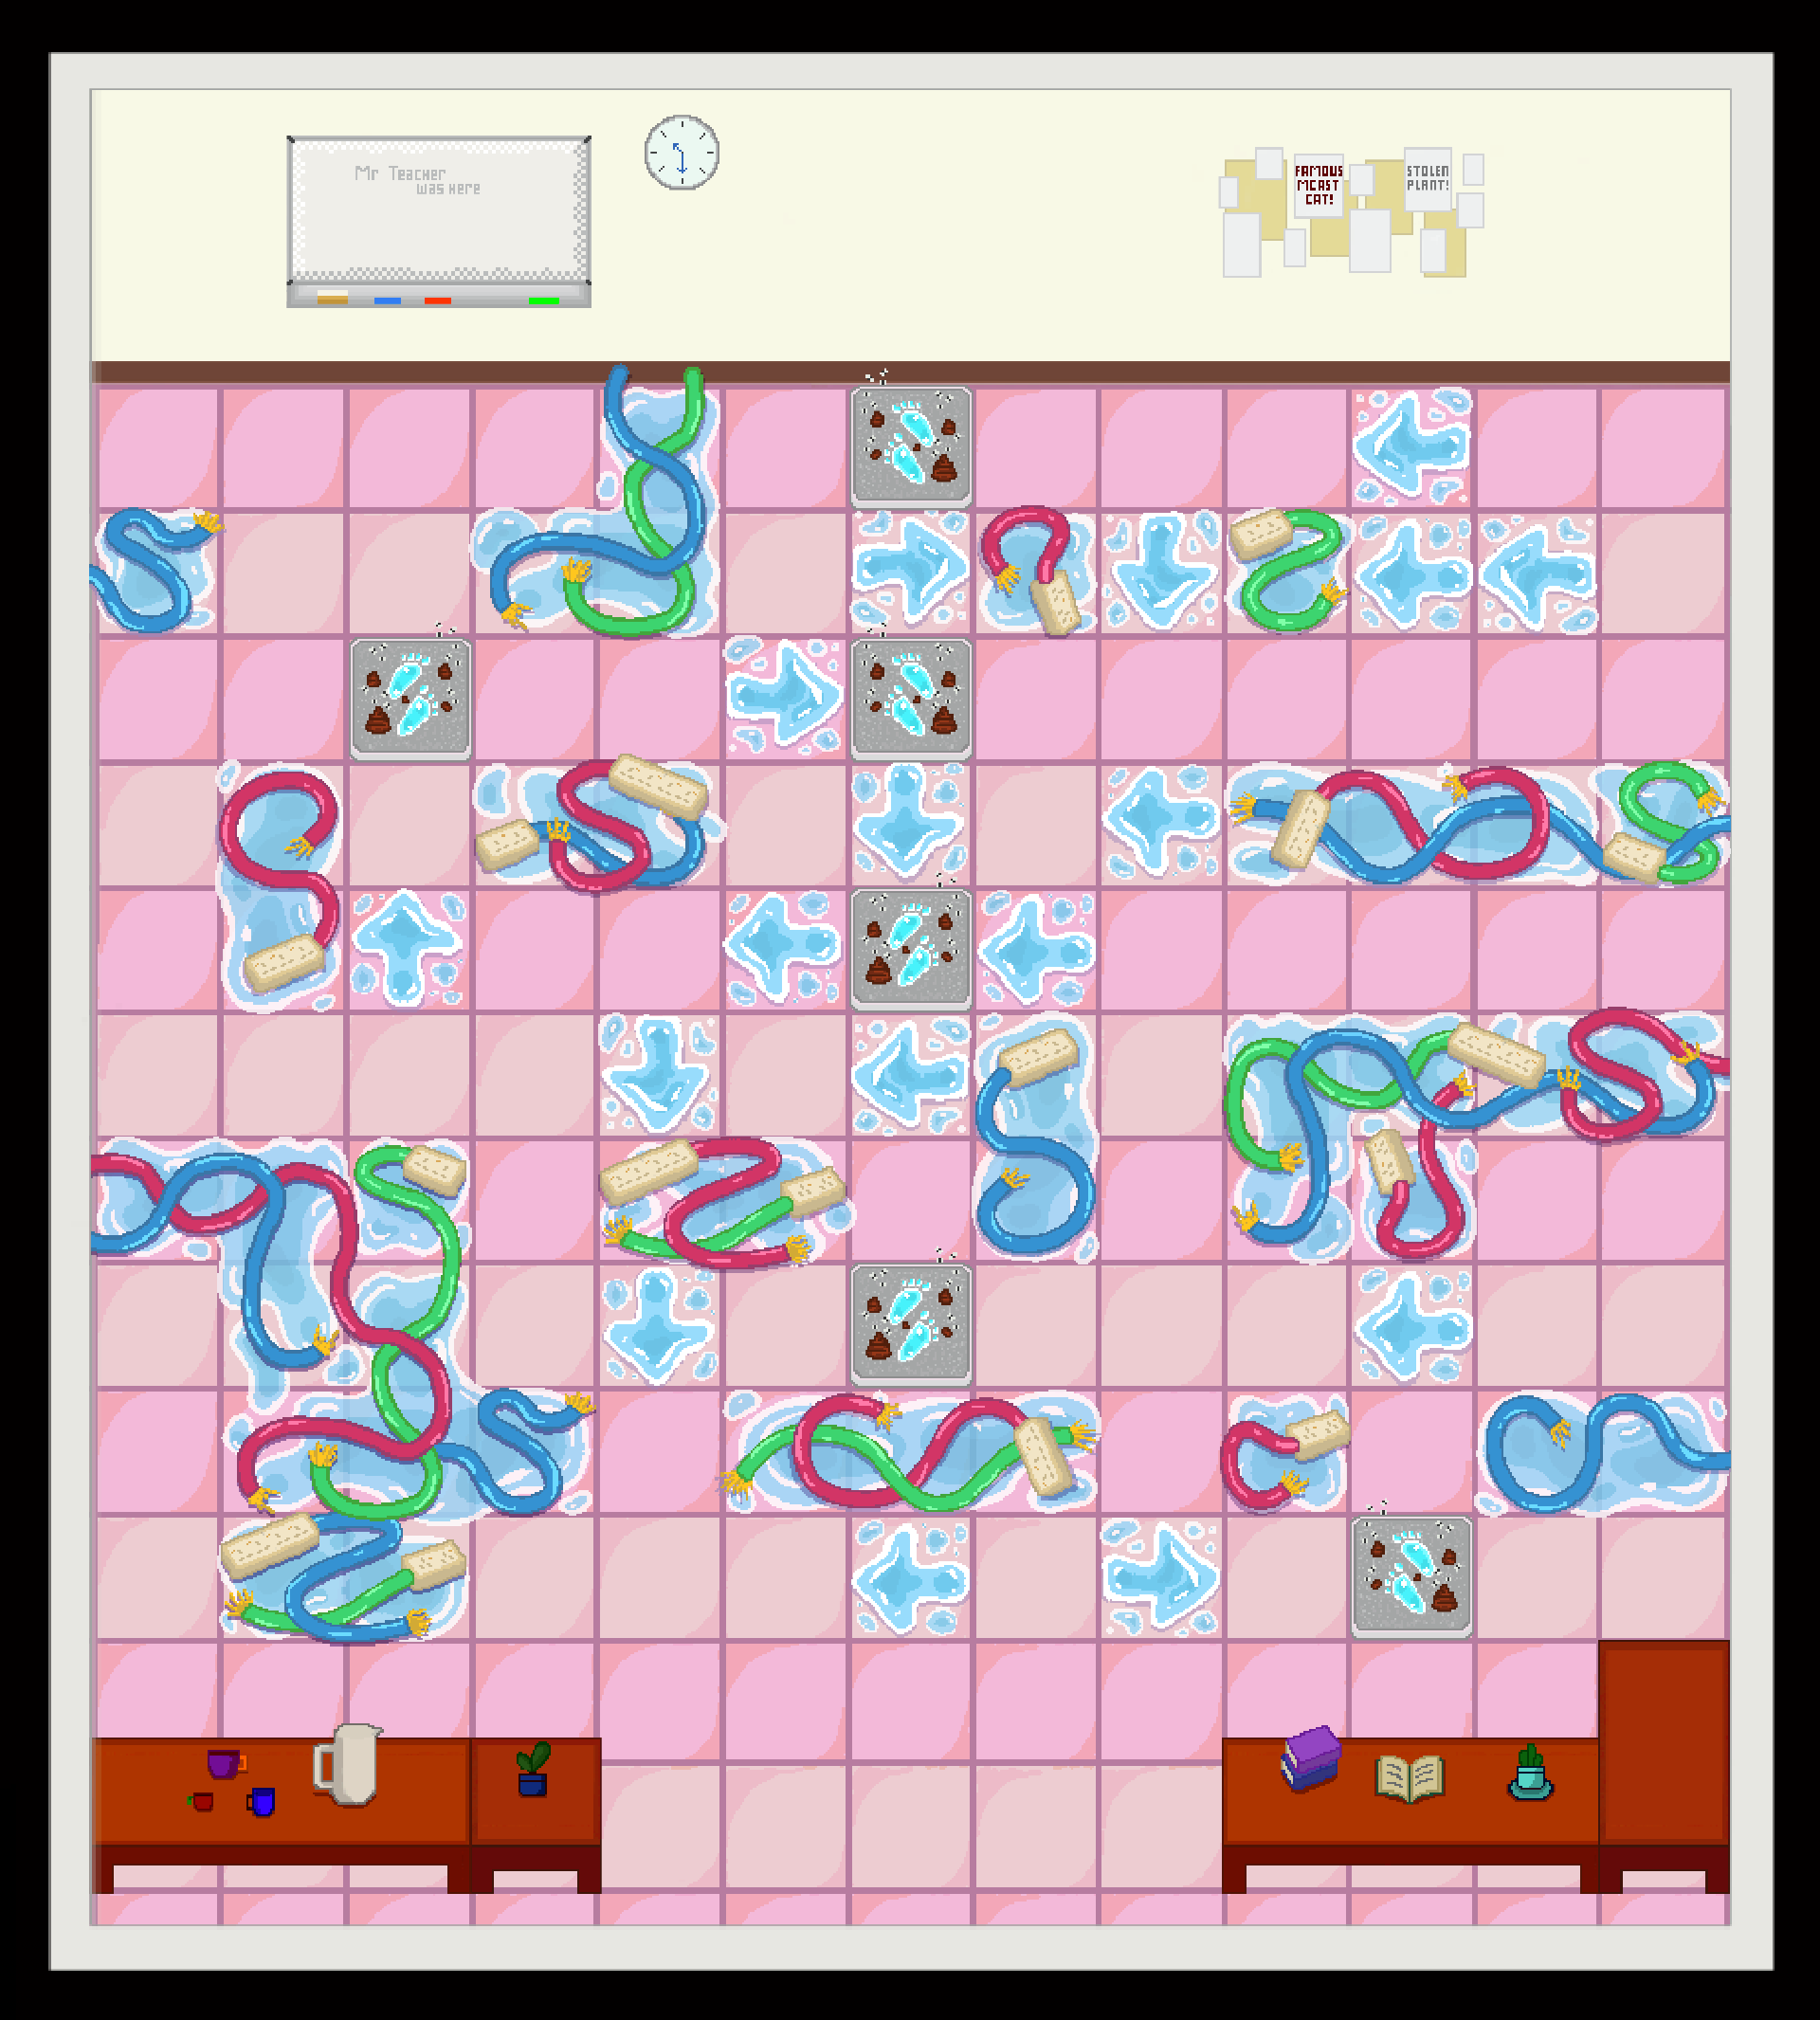 Mr Teacher
was Here
FAMOUS
MCAST
CAT!
STOLEN
PLANT!